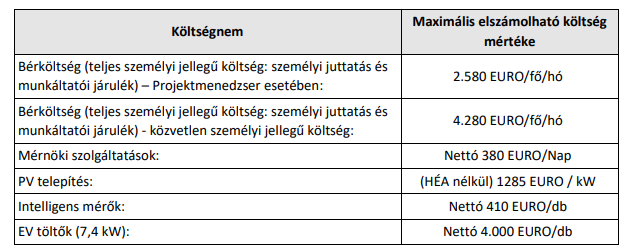 Költségnem
Maximális elszámolható költség
mértéke
Bérköltség (teljes személyi jellegű költség: személyi juttatás és
munkáltatói járulék) – Projektmenedzser esetében:
2.580 EURO/fő/hó
Bérköltség (teljes személyi jellegű költség: személyi juttatás és
munkáltatói járulék) - közvetlen személyi jellegű költség:
4.280 EURO/fő/hó
Mérnöki szolgáltatások:
Nettó 380 EURO/Nap
PV telepítés:
(HÉA nélkül) 1285 EURO / kW
Intelligens mérők:
Nettó 410 EURO/db
EV töltők (7,4 kW):
Nettó 4.000 EURO/db